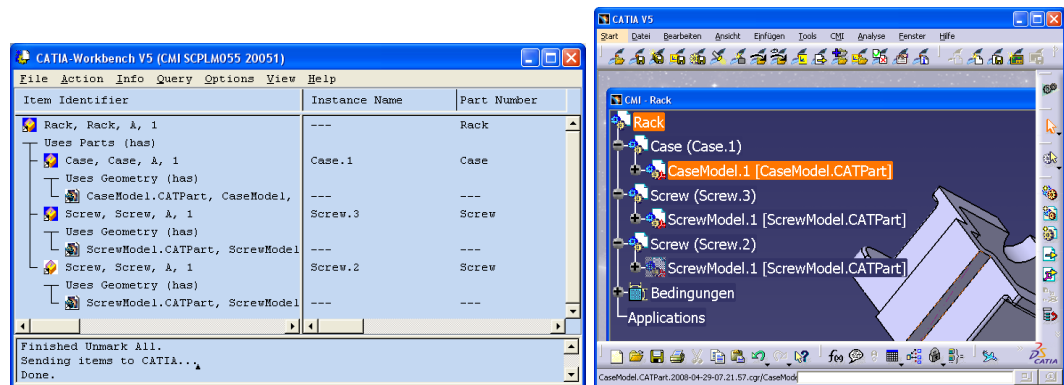 CATIA-Workbench V5 (CMI SCPLM055 20051)
File Action Info Query Options View Help
Item Identifier Instance Name Part Number
Rack, Rack, A, 1 --- Rack
Uses Parts (has)
Case, Case, A, 1 Case.1 Case
Uses Geometry (has)
CaseModel.CATPart, CaseModel, --- ---
Screw, Screw, A, 1 Screw.3 Screw
Uses Geometry (has)
ScrewModel.CATPart, ScrewModel --- ---
Screw, Screw, A, 1 Screw.2 Screw
Uses Geometry (has)
ScrewModel.CATPart, ScrewModel --- ---
Finished Unmark All.
Sending items to CATIA...
Done.
CATIA V5
Start Datei Bearbeiten Ansicht Einfügen Tools CMI Analyse Fenster Hilfe
CMI - Rack
Rack
Case (Case.1)
CaseModel.1 [CaseModel.CATPart]
Screw (Screw.3)
ScrewModel.1 [ScrewModel.CATPart]
Screw (Screw.2)
ScrewModel.1 [ScrewModel.CATPart]
Bedingungen
Applications
f(x)
CATIA
CaseModel.CATPart.2008-04-29-07.21.57.cgr/CaseMode